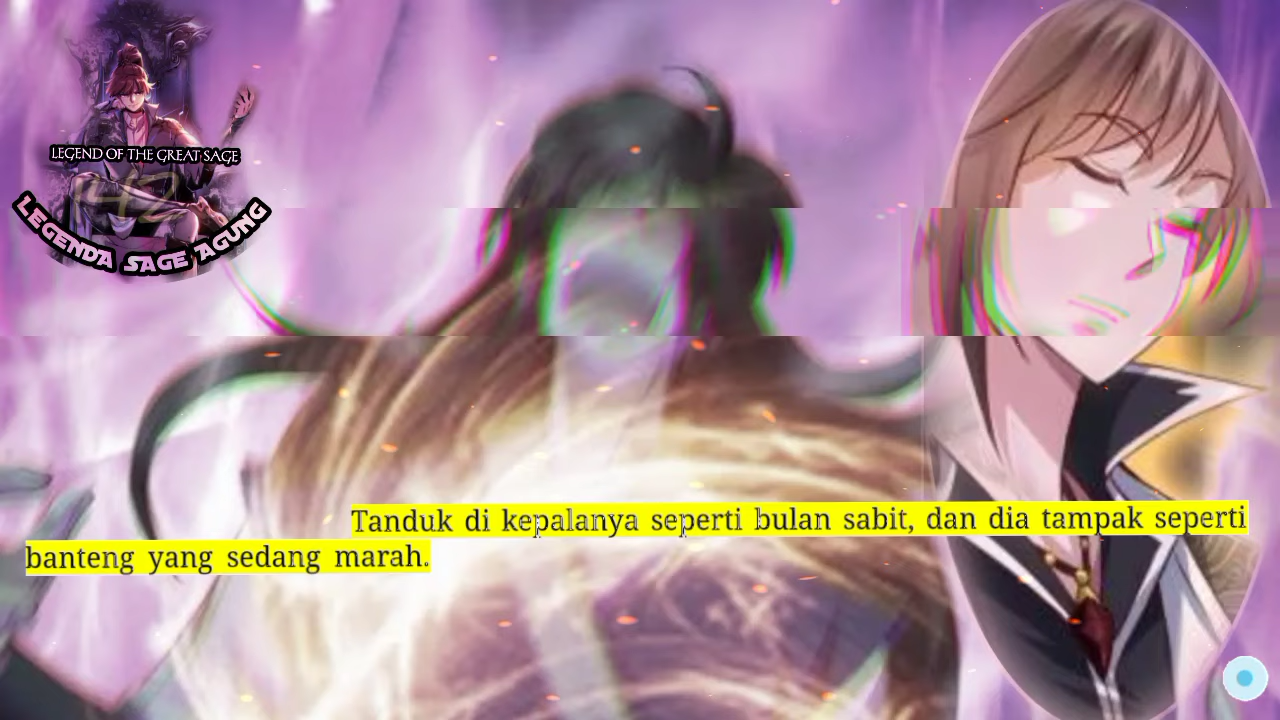 LEGEND OF THE GREAT SAGE
142
LEGENDA SAGE AGUNG
Tanduk di kepalanya seperti bulan sabit, dan dia tampak seperti
banteng yang sedang marah.